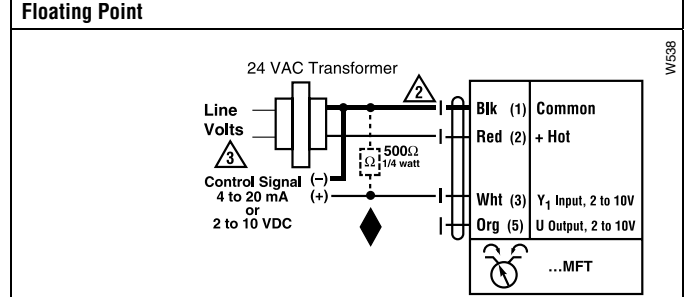 Floating Point
W538
24 VAC Transformer
2
Line
Volts
3
Blk (1) Common
Red (2) + Hot
Ω
500Ω
1/4 watt
Control Signal (–)
4 to 20 mA (+)
or
2 to 10 VDC
Wht (3) Y₁ Input, 2 to 10V
Org (5) U Output, 2 to 10V
...MFT